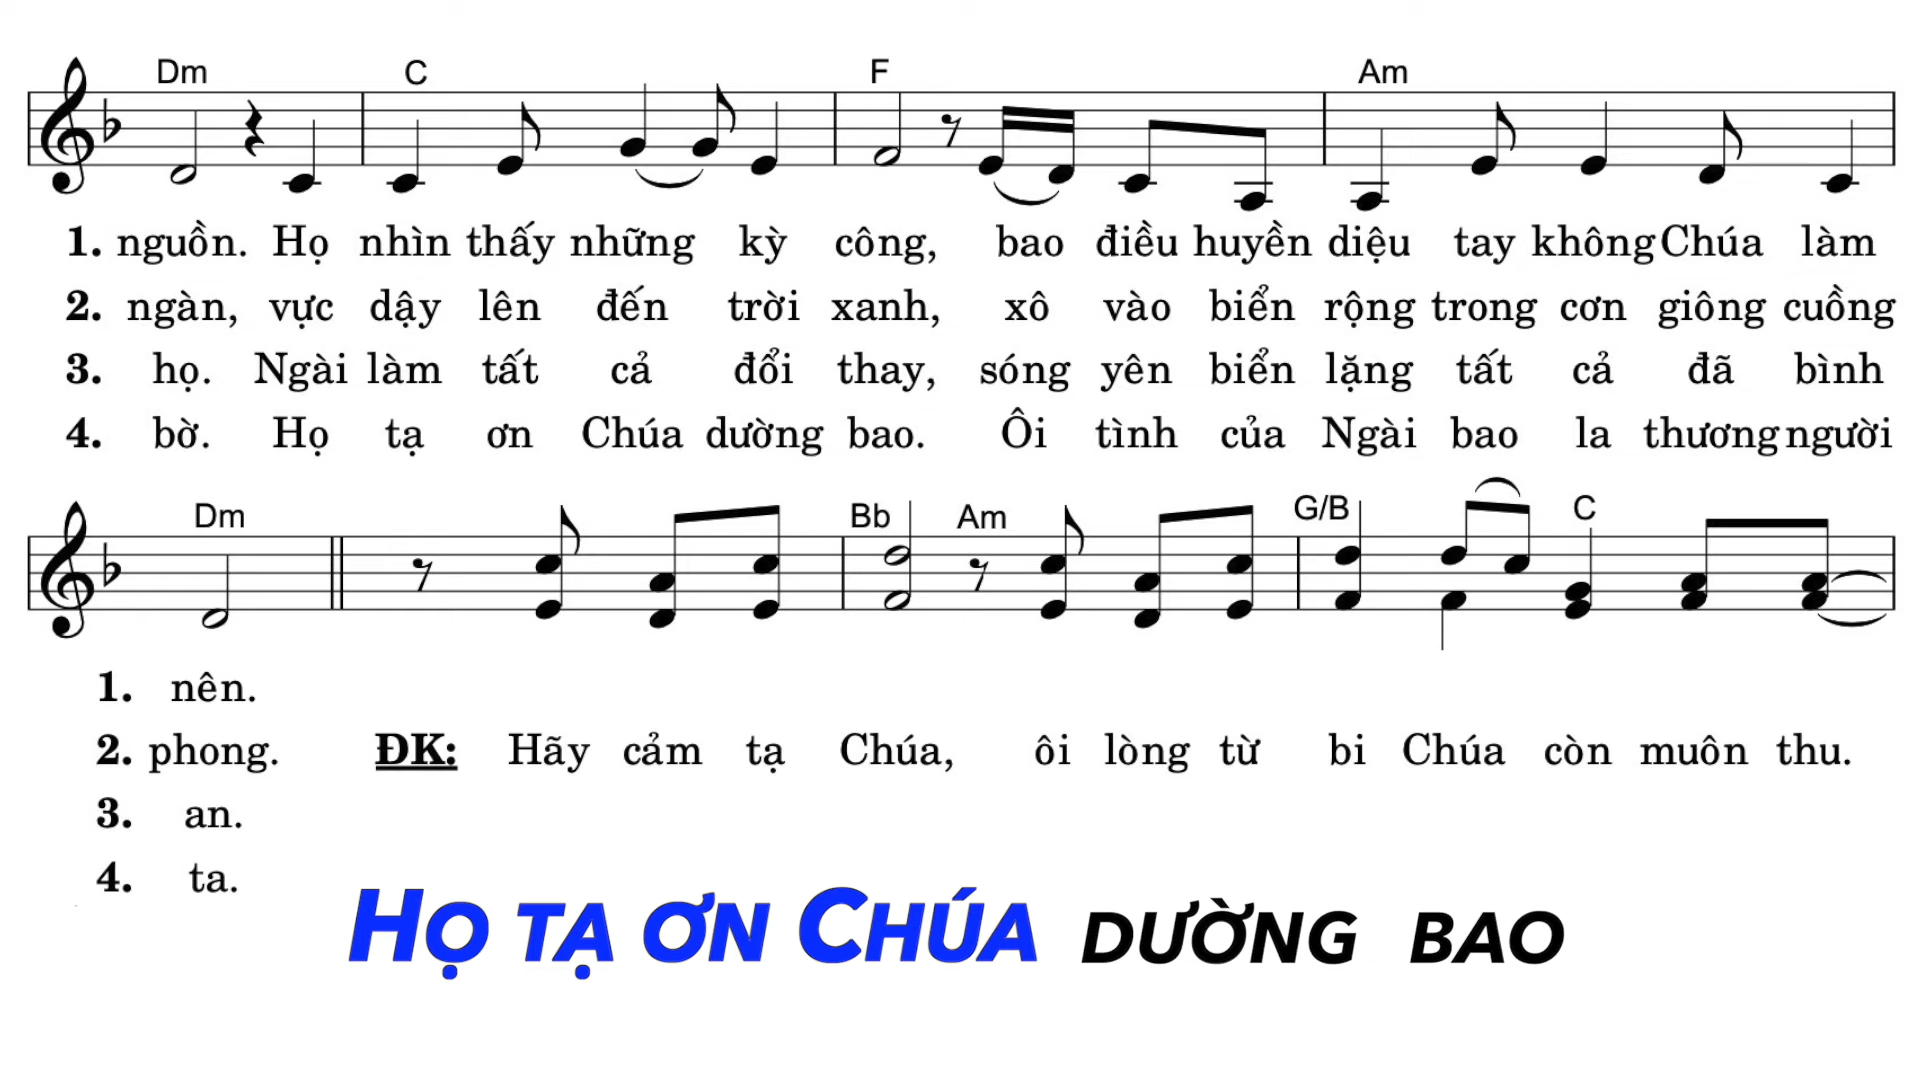 Dm C F Am
1. nguồn. Họ nhìn thấy những kỳ công, bao điều huyền diệu tay không Chúa làm
2. ngàn, vực dậy lên đến trời xanh, xô vào biển rộng trong cơn giông cuồng
3. họ. Ngài làm tất cả đổi thay, sóng yên biển lặng tất cả đã bình
4. bờ. Họ tạ ơn Chúa dường bao. Ôi tình của Ngài bao la thương người
Dm Bb Am G/B C
1. nên.
2. phong. ĐK: Hãy cảm tạ Chúa, ôi lòng từ bi Chúa còn muôn thu.
3. an.
4. ta.
HỌ TẠ ƠN CHÚA DƯỜNG BAO